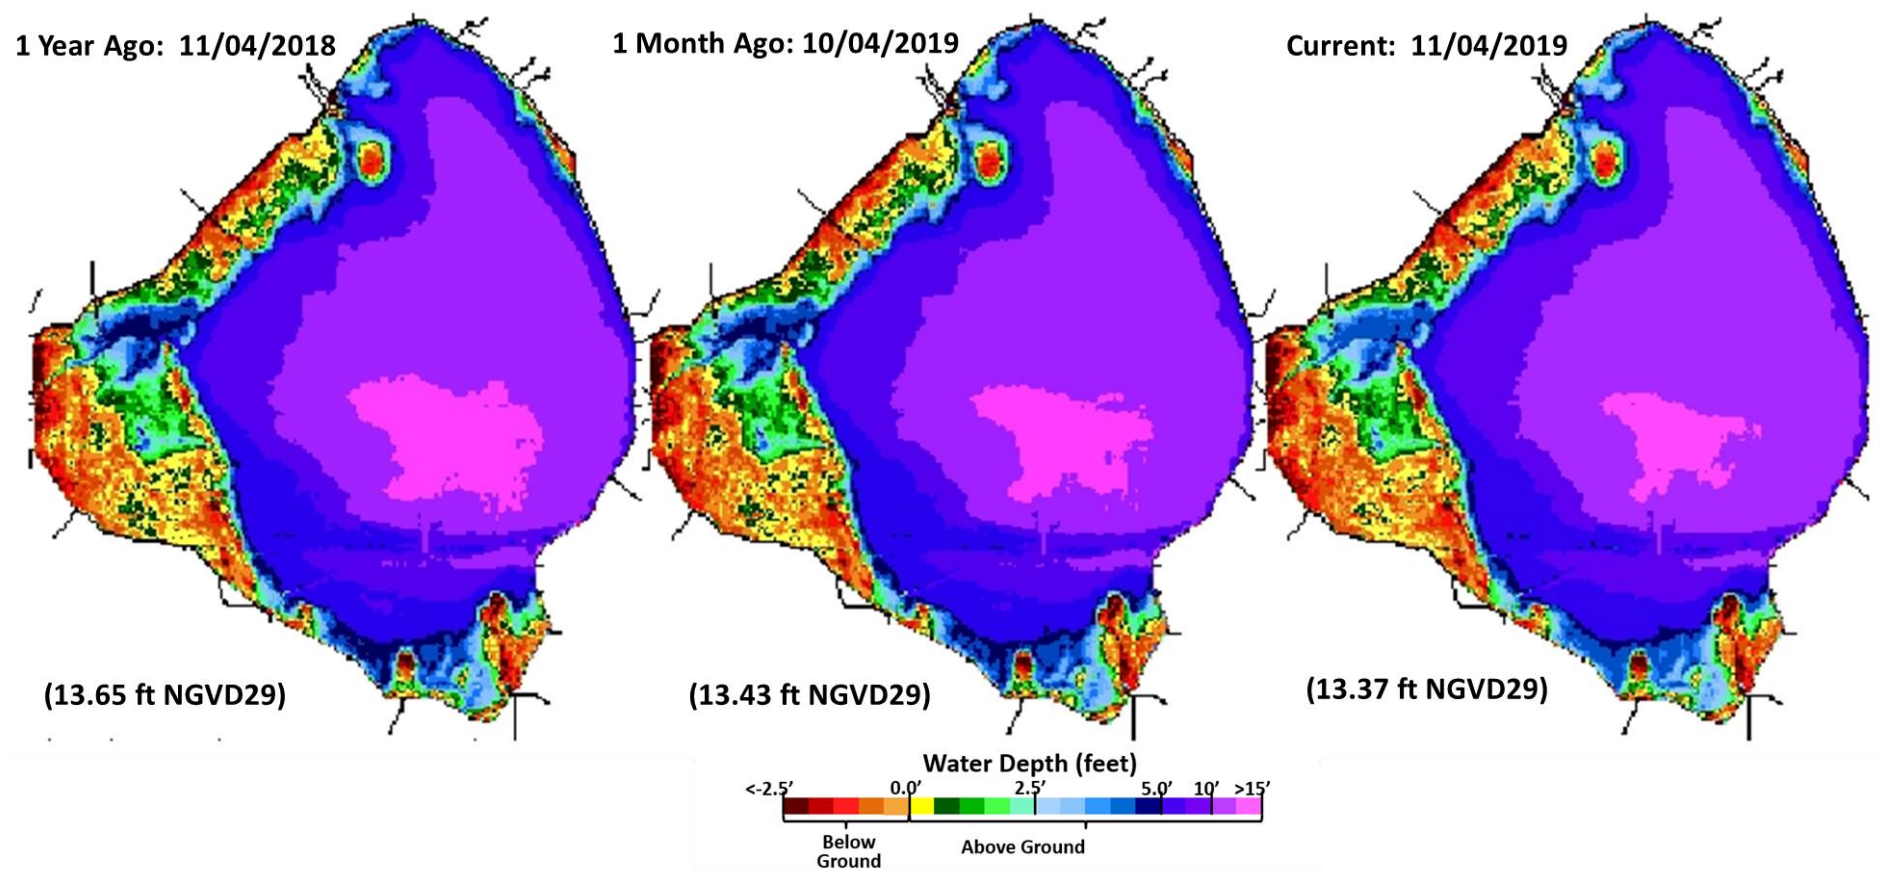 1 Year Ago:  11/04/2018
1 Month Ago: 10/04/2019
Current:  11/04/2019
(13.65 ft NGVD29)
(13.43 ft NGVD29)
(13.37 ft NGVD29)
Water Depth (feet)
<-2.5’ 0.0’ 2.5’ 5.0’ 10’ >15’
Below
Ground
Above Ground